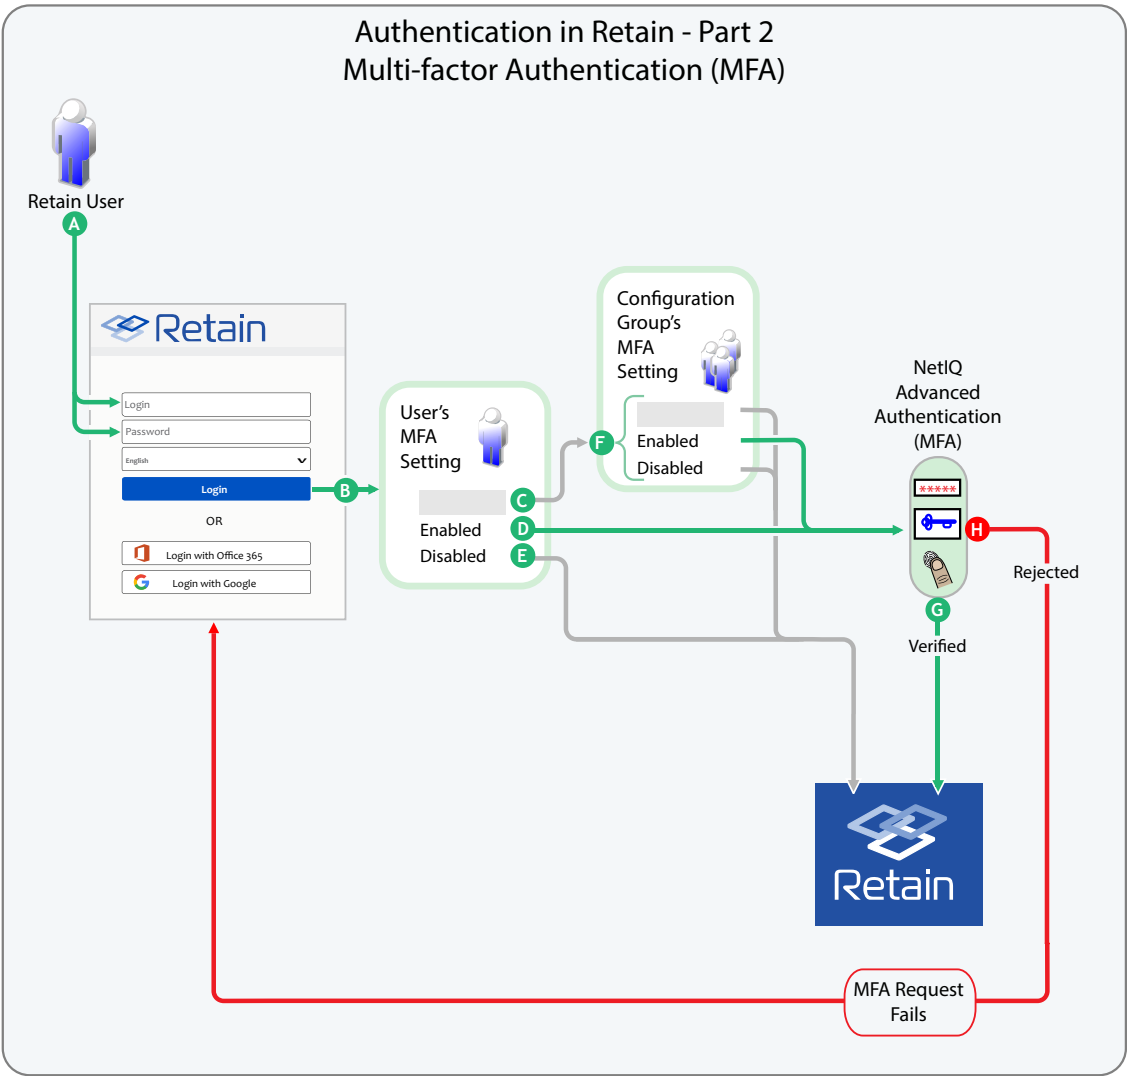 Authentication in Retain - Part 2
Multi-factor Authentication (MFA)
Retain User
A
Retain
Login
Password
English
Login
OR
Login with Office 365
Login with Google
B
User's
MFA
Setting
C
Enabled
D
Disabled
E
Configuration
Group's
MFA
Setting
F
Enabled
Disabled
NetIQ
Advanced
Authentication
(MFA)
*****
H
Rejected
G
Verified
Retain
MFA Request
Fails